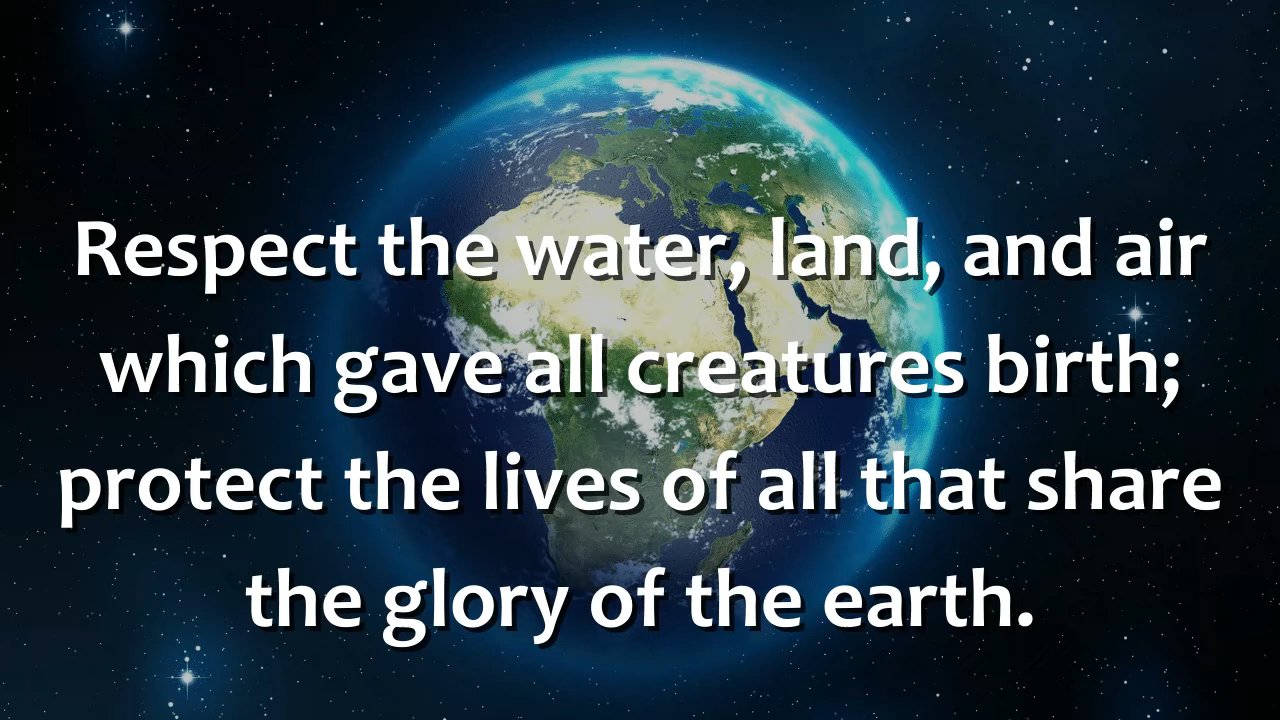 Respect the water, land, and air
which gave all creatures birth;
protect the lives of all that share
the glory of the earth.